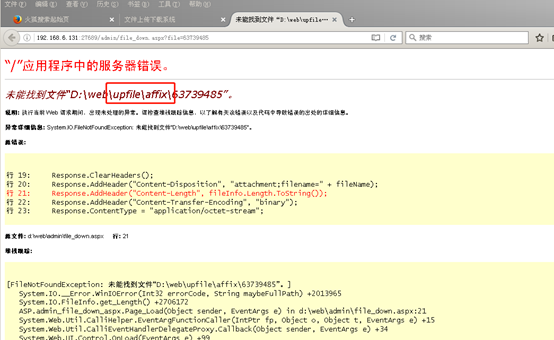 文件(F) 编辑(E) 查看(V) 历史(S) 书签(B) 工具(T) 帮助(H)
火狐搜索起始页
文件上传下载系统
未能找到文件“D:\web\upfile...
192.168.6.131:27689/admin/file_down.aspx?file=63739485
搜索
“/”应用程序中的服务器错误。
未能找到文件“D:\web\upfile\affix\63739485”。
说明: 执行当前 Web 请求期间，出现未处理的异常。请检查堆栈跟踪信息，以了解有关该错误以及代码中导致错误的出处的详细信息。
异常详细信息: System.IO.FileNotFoundException: 未能找到文件“D:\web\upfile\affix\63739485”。
源错误:
行 19: Response.ClearHeaders();
行 20: Response.AddHeader("Content-Disposition", "attachment;filename=" + fileName);
行 21: Response.AddHeader("Content-Length", fileInfo.Length.ToString());
行 22: Response.AddHeader("Content-Transfer-Encoding", "binary");
行 23: Response.ContentType = "application/octet-stream";
源文件: d:\web\admin\file_down.aspx 行: 21
堆栈跟踪:
[FileNotFoundException: 未能找到文件“D:\web\upfile\affix\63739485”。]
System.IO.__Error.WinIOError(Int32 errorCode, String maybeFullPath) +2013965
System.IO.FileInfo.get_Length() +2706172
ASP.admin_file_down_aspx.Page_Load(Object sender, EventArgs e) in d:\web\admin\file_down.aspx:21
System.Web.Util.CalliHelper.EventArgFunctionCaller(IntPtr fp, Object o, Object t, EventArgs e) +15
System.Web.Util.CalliEventHandlerDelegateProxy.Callback(Object sender, EventArgs e) +34
System.Web.UI.Control.OnLoad(EventArgs e) +99